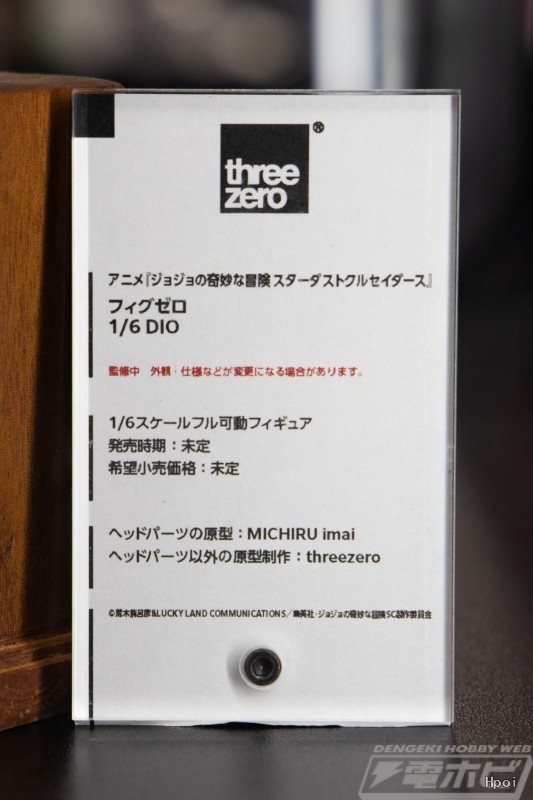 three
zero
®
アニメ『ジョジョの奇妙な冒険 スターダストクルセイダース』
フィグゼロ
1/6 DIO
監修中 外観・仕様などが変更になる場合があります。
1/6スケールフル可動フィギュア
発売時期：未定
希望小売価格：未定
ヘッドパーツの原型：MICHIRU imai
ヘッドパーツ以外の原型制作：threezero
©荒木飛呂彦&LUCKY LAND COMMUNICATIONS／集英社・ジョジョの奇妙な冒険SC製作委員会
DENGEKI HOBBY WEB
電ホビ
Hpoi